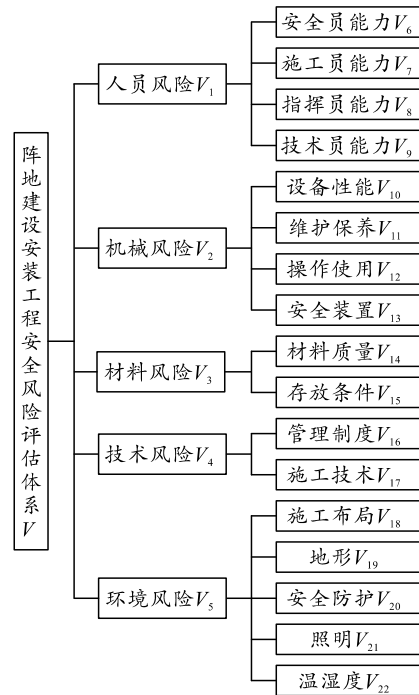 阵地建设安装工程安全风险评估体系V
人员风险V₁
安全员能力V₆
施工员能力V₇
指挥员能力V₈
技术员能力V₉
机械风险V₂
设备性能V₁₀
维护保养V₁₁
操作使用V₁₂
安全装置V₁₃
材料风险V₃
材料质量V₁₄
存放条件V₁₅
技术风险V₄
管理制度V₁₆
施工技术V₁₇
环境风险V₅
施工布局V₁₈
地形V₁₉
安全防护V₂₀
照明V₂₁
温湿度V₂₂